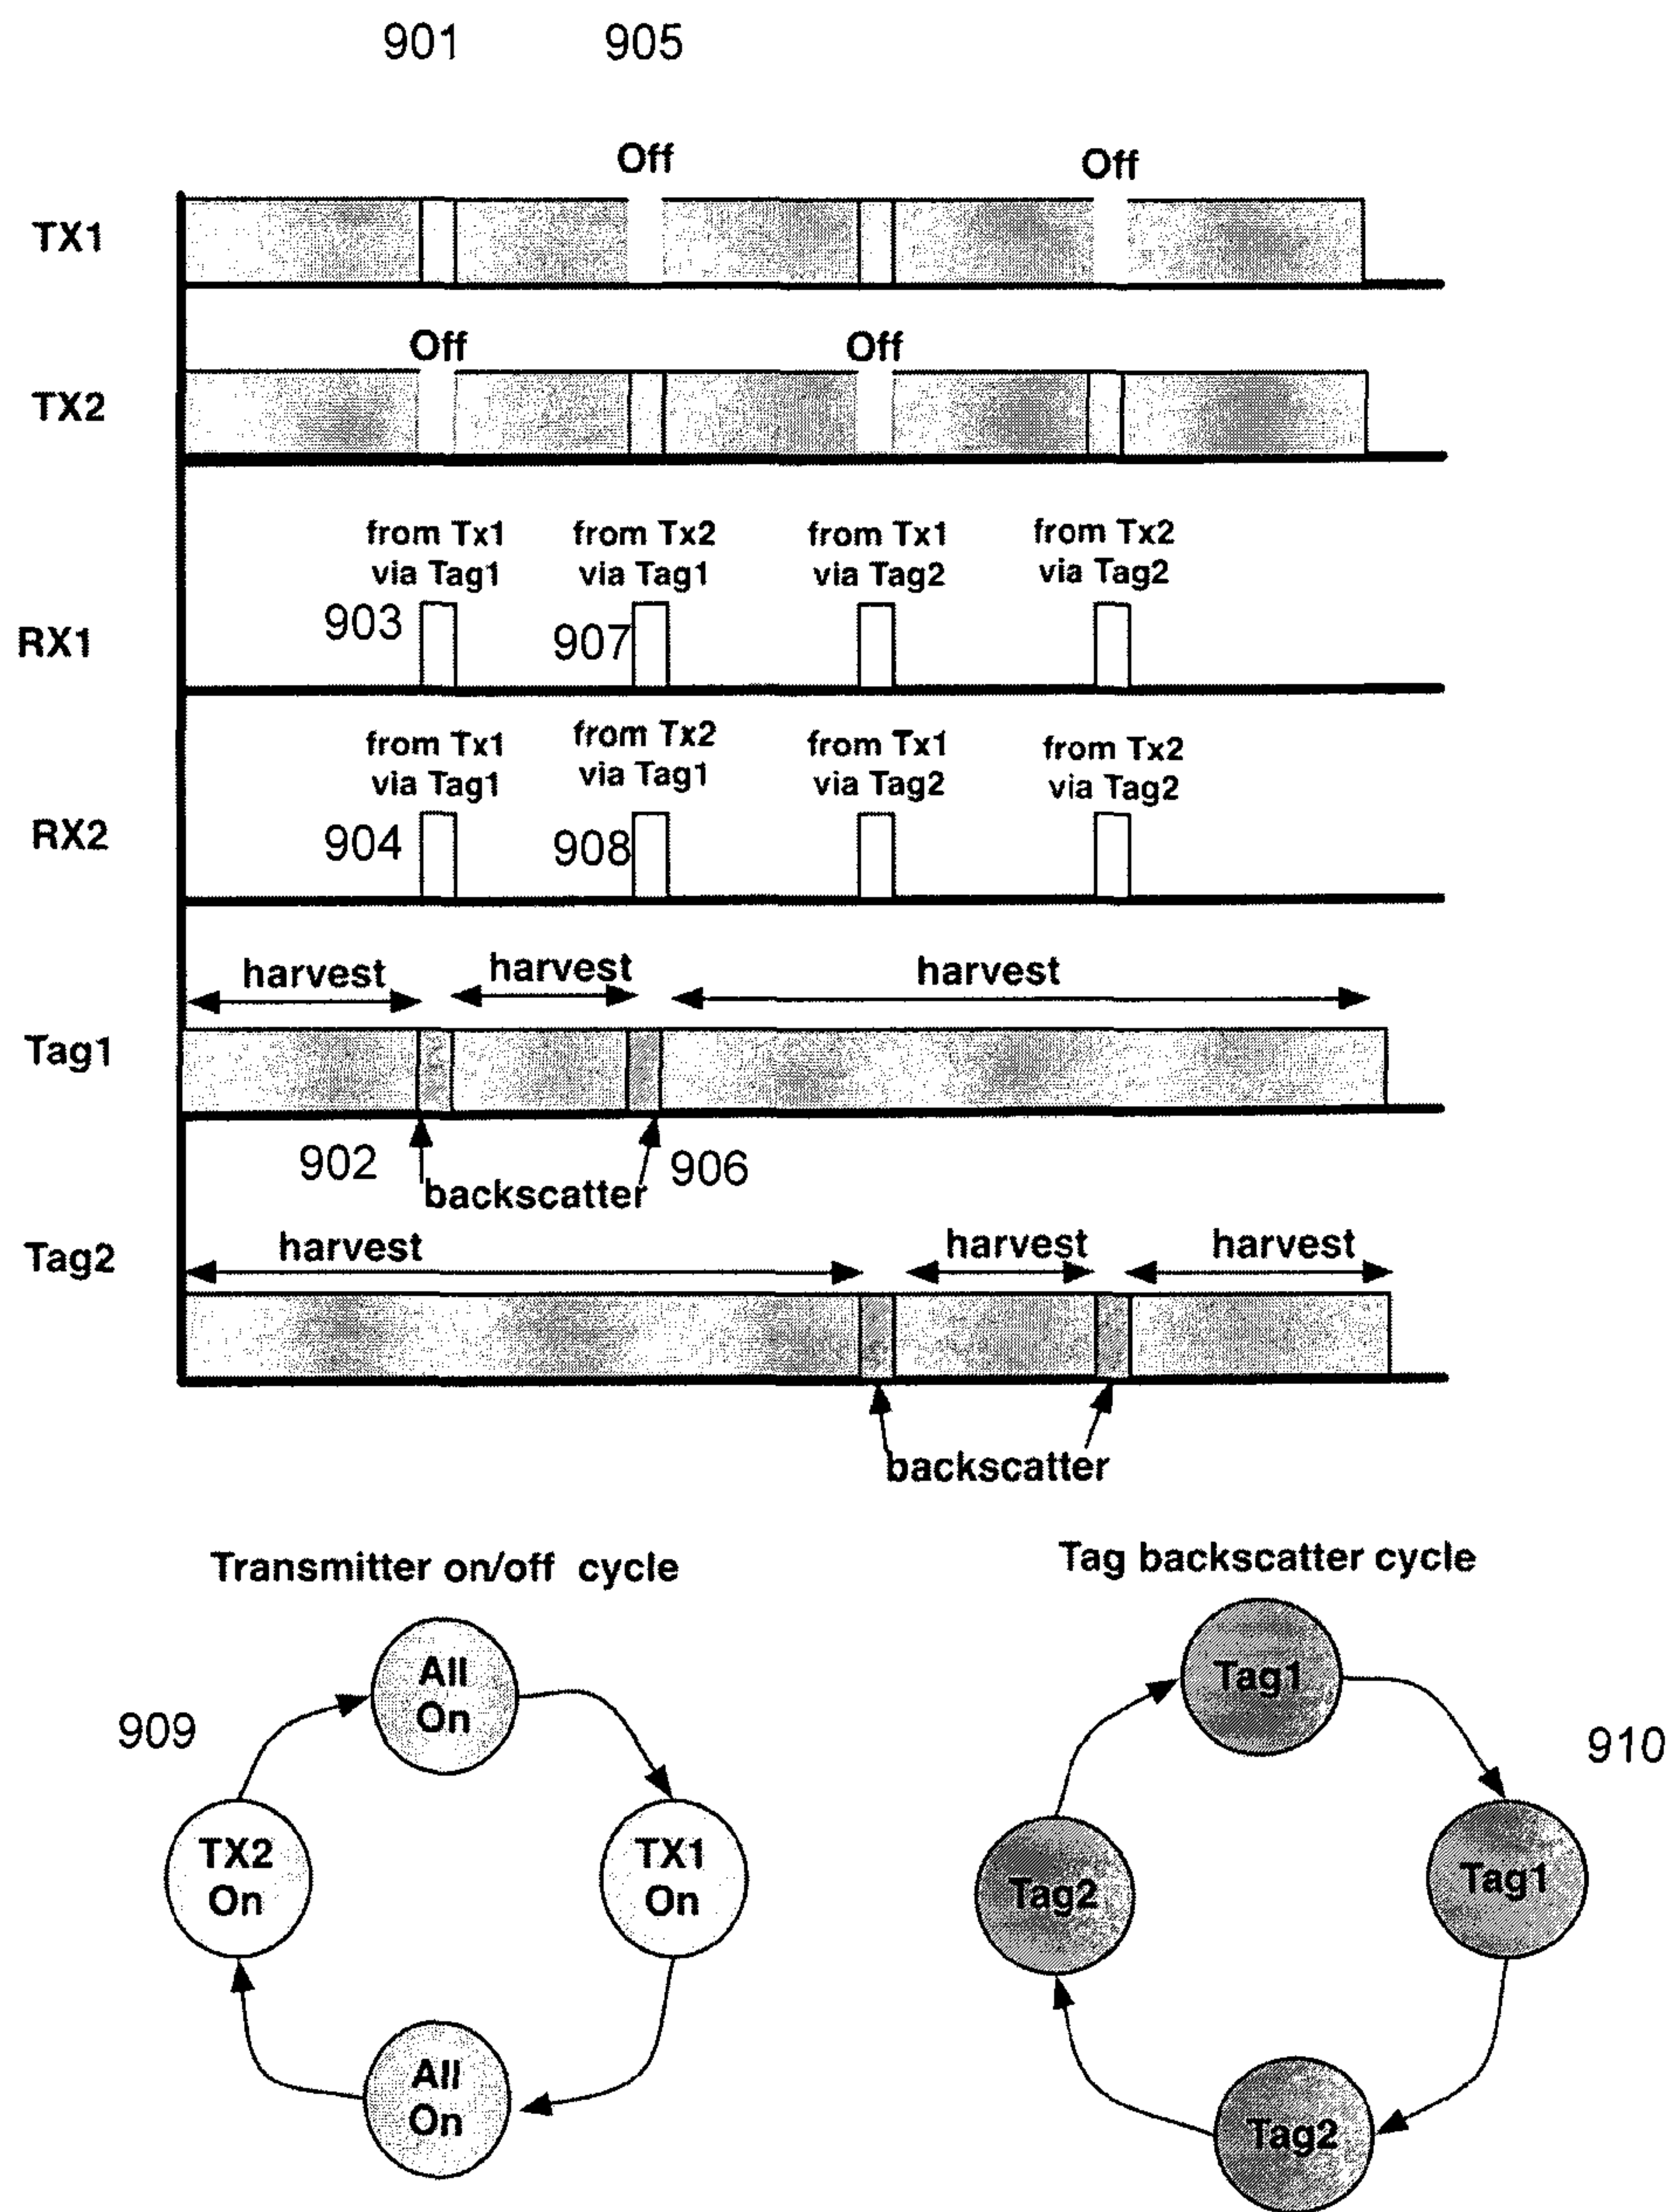 901 905
Off Off
TX1
Off Off
TX2
from Tx1 from Tx2 from Tx1 from Tx2
via Tag1 via Tag1 via Tag2 via Tag2
903 907
RX1
from Tx1 from Tx2 from Tx1 from Tx2
via Tag1 via Tag1 via Tag2 via Tag2
904 908
RX2
harvest harvest harvest
Tag1
902 906
backscatter
harvest harvest harvest
Tag2
backscatter
Transmitter on/off cycle
909
All
On
TX1
On
All
On
TX2
On
Tag backscatter cycle
910
Tag1
Tag1
Tag2
Tag2